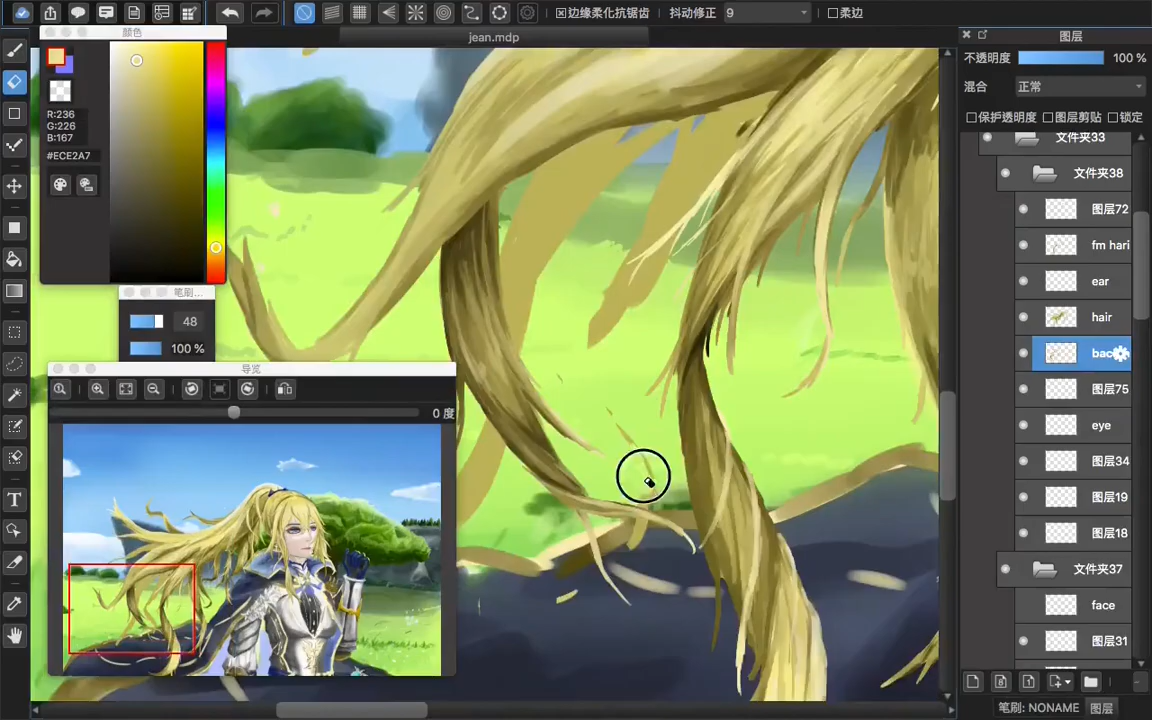 边缘柔化抗锯齿
抖动修正
9
柔边
颜色
jean.mdp
图层
不透明度
100 %
混合
正常
R:236
G:226
B:167
#ECE2A7
保护透明度
图层剪贴
锁定
文件夹33
文件夹38
图层72
fm hari
ear
hair
bac
图层75
eye
图层34
图层19
图层18
文件夹37
face
图层31
笔刷...
48
100 %
导览
0 度
T
笔刷: NONAME
图层